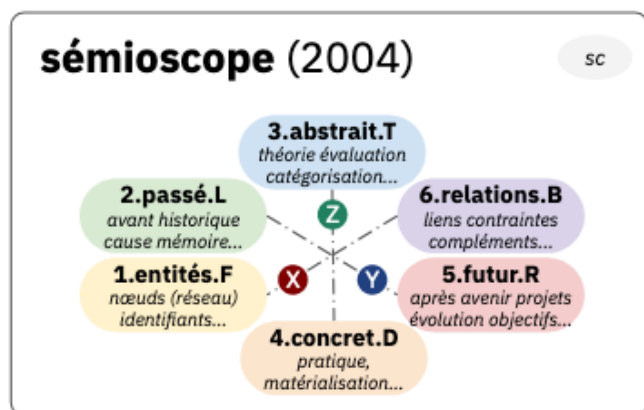 sémioscope (2004)
sc
3.abstrait.T
théorie évaluation
catégorisation...
2.passé.L
avant historique
cause mémoire...
6.relations.B
liens contraintes
compléments...
Z
1.entités.F
nœuds (réseau)
identifiants...
X
Y
5.futur.R
après avenir projets
évolution objectifs...
4.concret.D
pratique,
matérialisation...